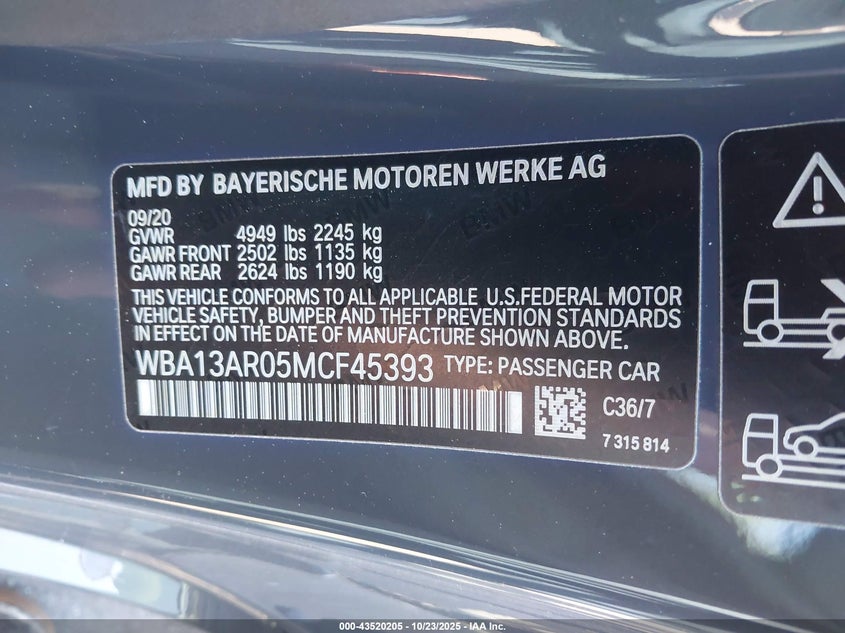 MFD BY BAYERISCHE MOTOREN WERKE AG
09/20
GVWR 4949 lbs 2245 kg
GAWR FRONT 2502 lbs 1135 kg
GAWR REAR 2624 lbs 1190 kg
THIS VEHICLE CONFORMS TO ALL APPLICABLE U.S.FEDERAL MOTOR
VEHICLE SAFETY, BUMPER AND THEFT PREVENTION STANDARDS
IN EFFECT ON THE DATE OF MANUFACTURE SHOWN ABOVE.
WBA13AR05MCF45393 TYPE: PASSENGER CAR
C36/7
7 315 814
000-43520205 - 10/23/2025 - IAA Inc.